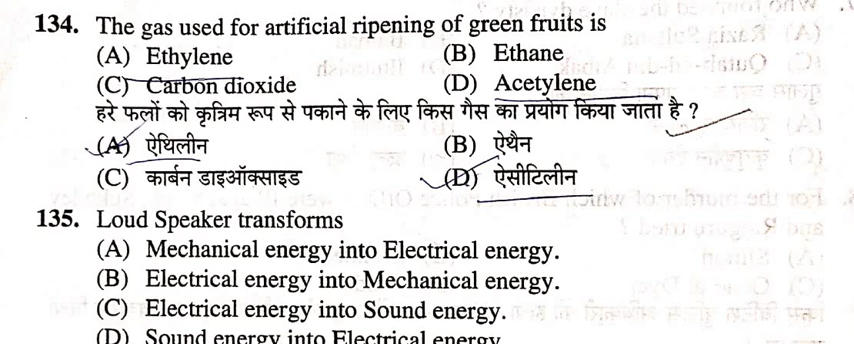 134. The gas used for artificial ripening of green fruits is
(A) Ethylene (B) Ethane
(C) Carbon dioxide (D) Acetylene
हरे फलों को कृत्रिम रूप से पकाने के लिए किस गैस का प्रयोग किया जाता है ?
(A) ऐथिलीन (B) ऐथैन
(C) कार्बन डाइऑक्साइड (D) ऐसीटिलीन
135. Loud Speaker transforms
(A) Mechanical energy into Electrical energy.
(B) Electrical energy into Mechanical energy.
(C) Electrical energy into Sound energy.
(D) Sound energy into Electrical energy